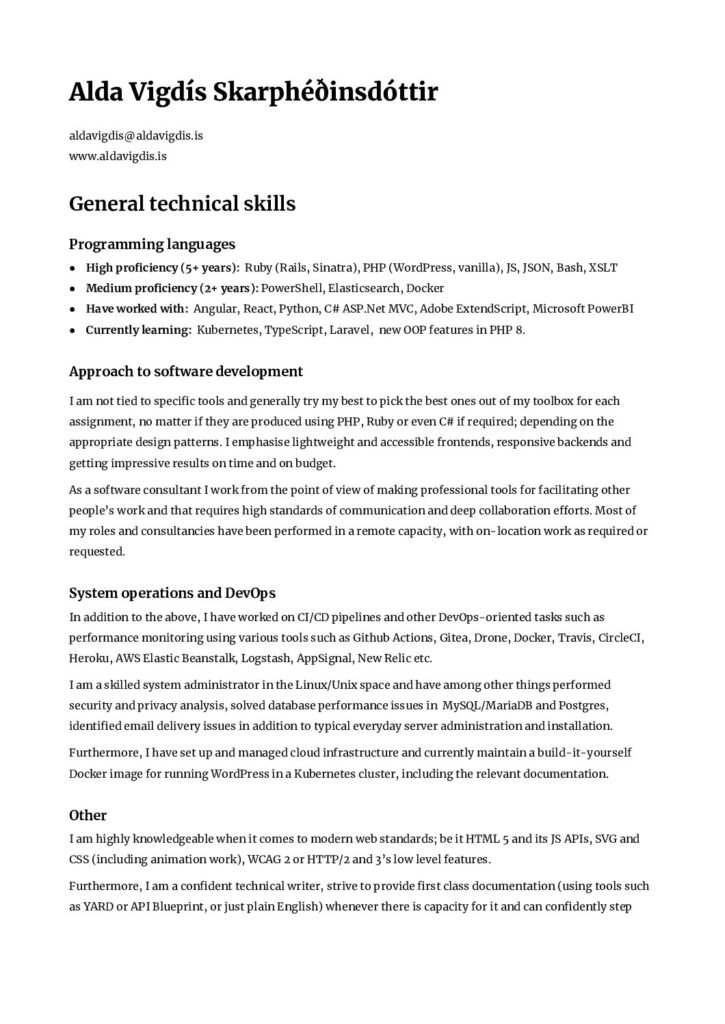 Alda Vigdís Skarphéðinsdóttir
aldavigdis@aldavigdis.is
www.aldavigdis.is
General technical skills
Programming languages
● High proficiency (5+ years): Ruby (Rails, Sinatra), PHP (WordPress, vanilla), JS, JSON, Bash, XSLT
● Medium proficiency (2+ years): PowerShell, Elasticsearch, Docker
● Have worked with: Angular, React, Python, C# ASP.Net MVC, Adobe ExtendScript, Microsoft PowerBI
● Currently learning: Kubernetes, TypeScript, Laravel, new OOP features in PHP 8.
Approach to software development
I am not tied to specific tools and generally try my best to pick the best ones out of my toolbox for each
assignment, no matter if they are produced using PHP, Ruby or even C# if required; depending on the
appropriate design patterns. I emphasise lightweight and accessible frontends, responsive backends and
getting impressive results on time and on budget.
As a software consultant I work from the point of view of making professional tools for facilitating other
people’s work and that requires high standards of communication and deep collaboration efforts. Most of
my roles and consultancies have been performed in a remote capacity, with on-location work as required or
requested.
System operations and DevOps
In addition to the above, I have worked on CI/CD pipelines and other DevOps-oriented tasks such as
performance monitoring using various tools such as Github Actions, Gitea, Drone, Docker, Travis, CircleCI,
Heroku, AWS Elastic Beanstalk, Logstash, AppSignal, New Relic etc.
I am a skilled system administrator in the Linux/Unix space and have among other things performed
security and privacy analysis, solved database performance issues in MySQL/MariaDB and Postgres,
identified email delivery issues in addition to typical everyday server administration and installation.
Furthermore, I have set up and managed cloud infrastructure and currently maintain a build-it-yourself
Docker image for running WordPress in a Kubernetes cluster, including the relevant documentation.
Other
I am highly knowledgeable when it comes to modern web standards; be it HTML 5 and its JS APIs, SVG and
CSS (including animation work), WCAG 2 or HTTP/2 and 3’s low level features.
Furthermore, I am a confident technical writer, strive to provide first class documentation (using tools such
as YARD or API Blueprint, or just plain English) whenever there is capacity for it and can confidently step